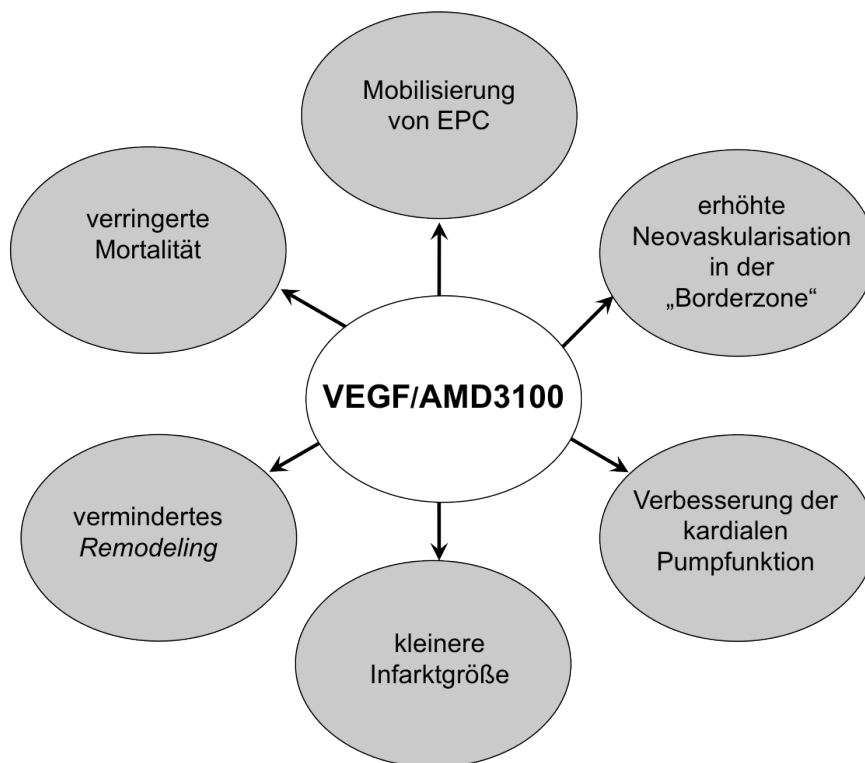 Mobilisierung
von EPC
verringerte
Mortalität
erhöhte
Neovaskularisation
in der
„Borderzone“
VEGF/AMD3100
vermindertes
Remodeling
Verbesserung der
kardialen
Pumpfunktion
kleinere
Infarktgröße